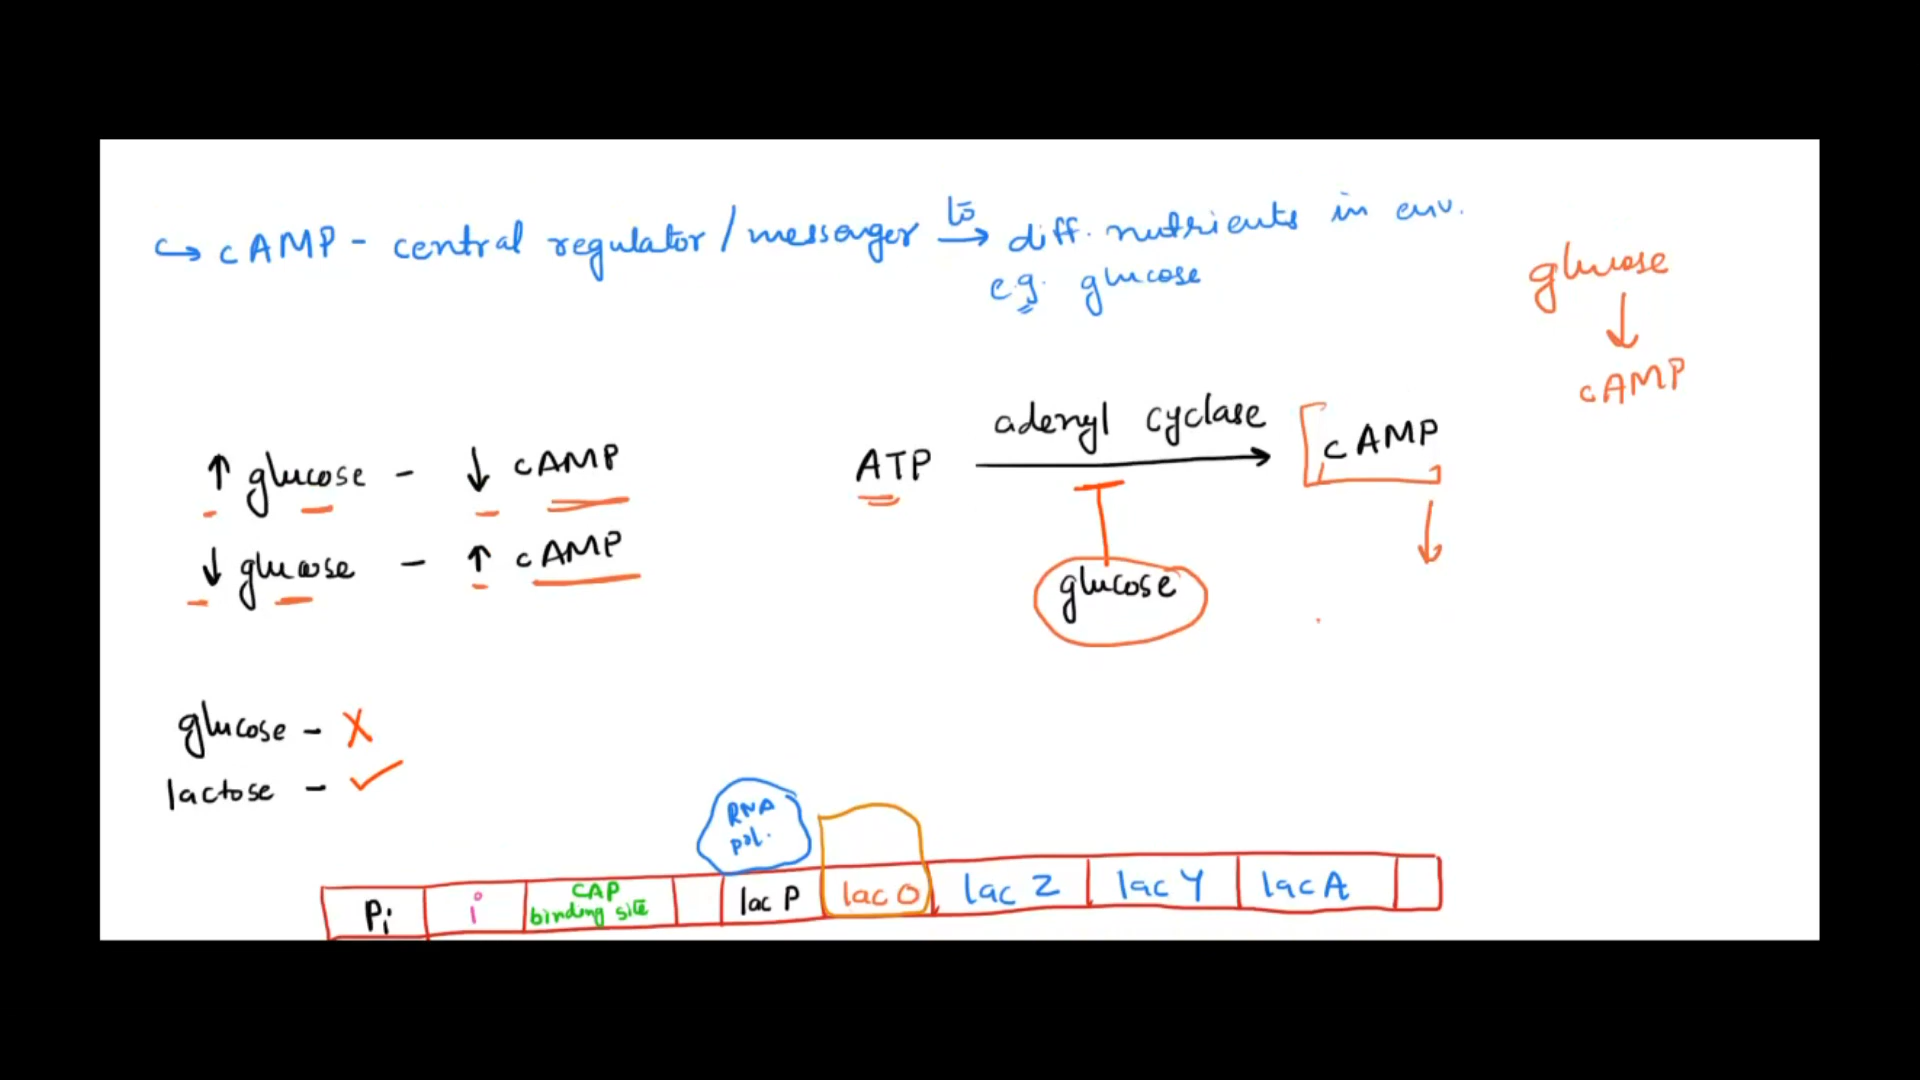 ↪ cAMP - central regulator/messenger to → diff. nutrients in env.
e.g. glucose
glucose
↓
cAMP
↑ glucose - ↓ cAMP
↓ glucose - ↑ cAMP
ATP adenyl cyclase → cAMP ↓
glucose
glucose - X
lactose - ✓
RNA
pol.
Pi i CAP binding site lac P lac O lac Z lac Y lac A